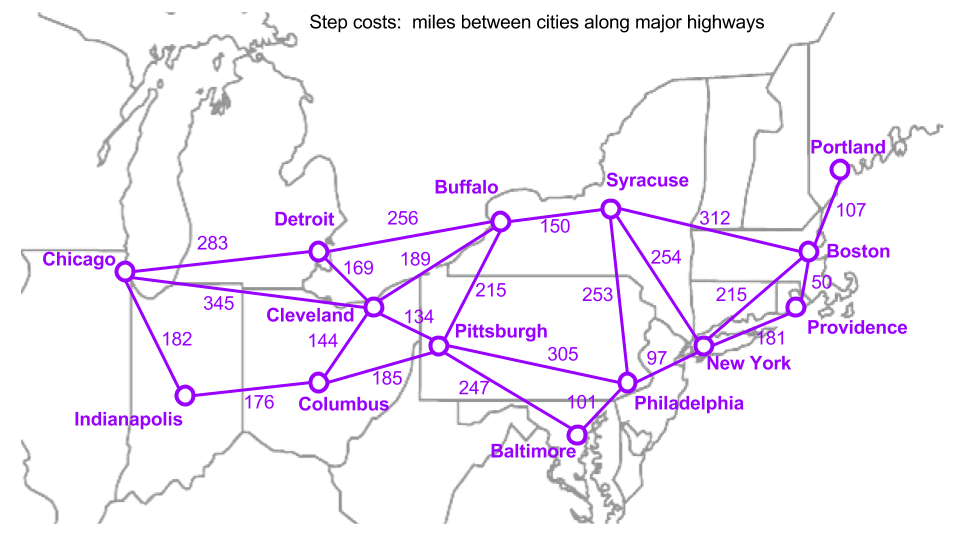 Step costs:  miles between cities along major highways
Portland
Syracuse
Buffalo
107
Detroit
256
150
312
283
Boston
Chicago
189
254
169
50
345
215
253
215
Cleveland
134
Providence
Pittsburgh
182
144
181
305
97
New York
185
247
176
101
Columbus
Philadelphia
Indianapolis
Baltimore